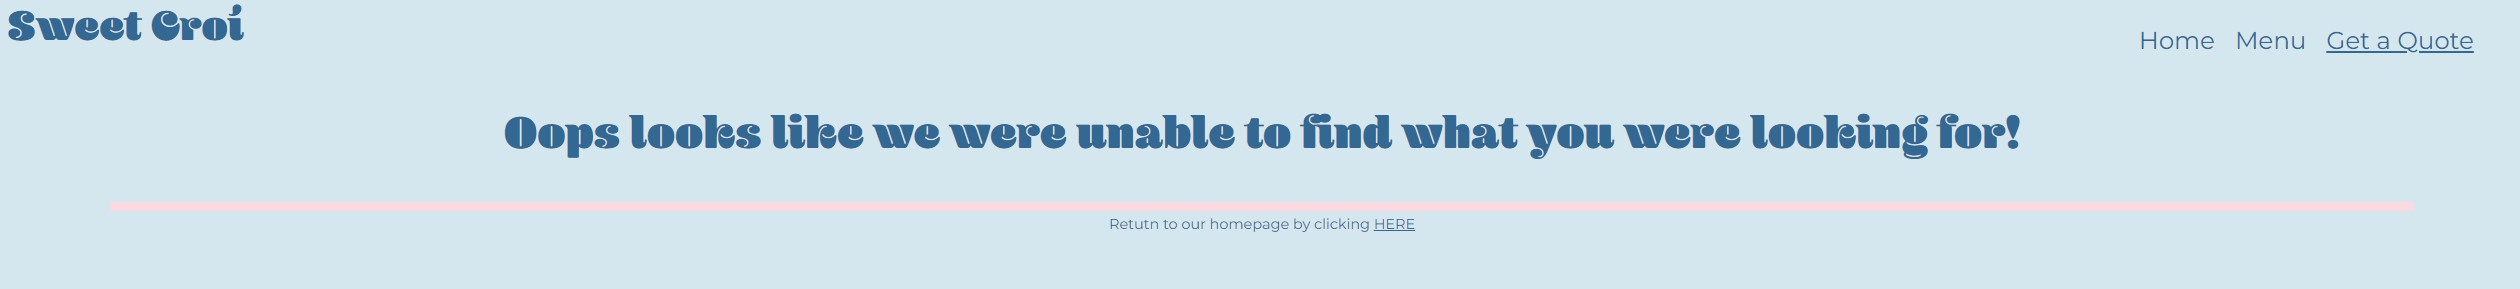 Sweet Croi
Home Menu Get a Quote
Oops looks like we were unable to find what you were looking for!
Retutn to our homepage by clicking HERE